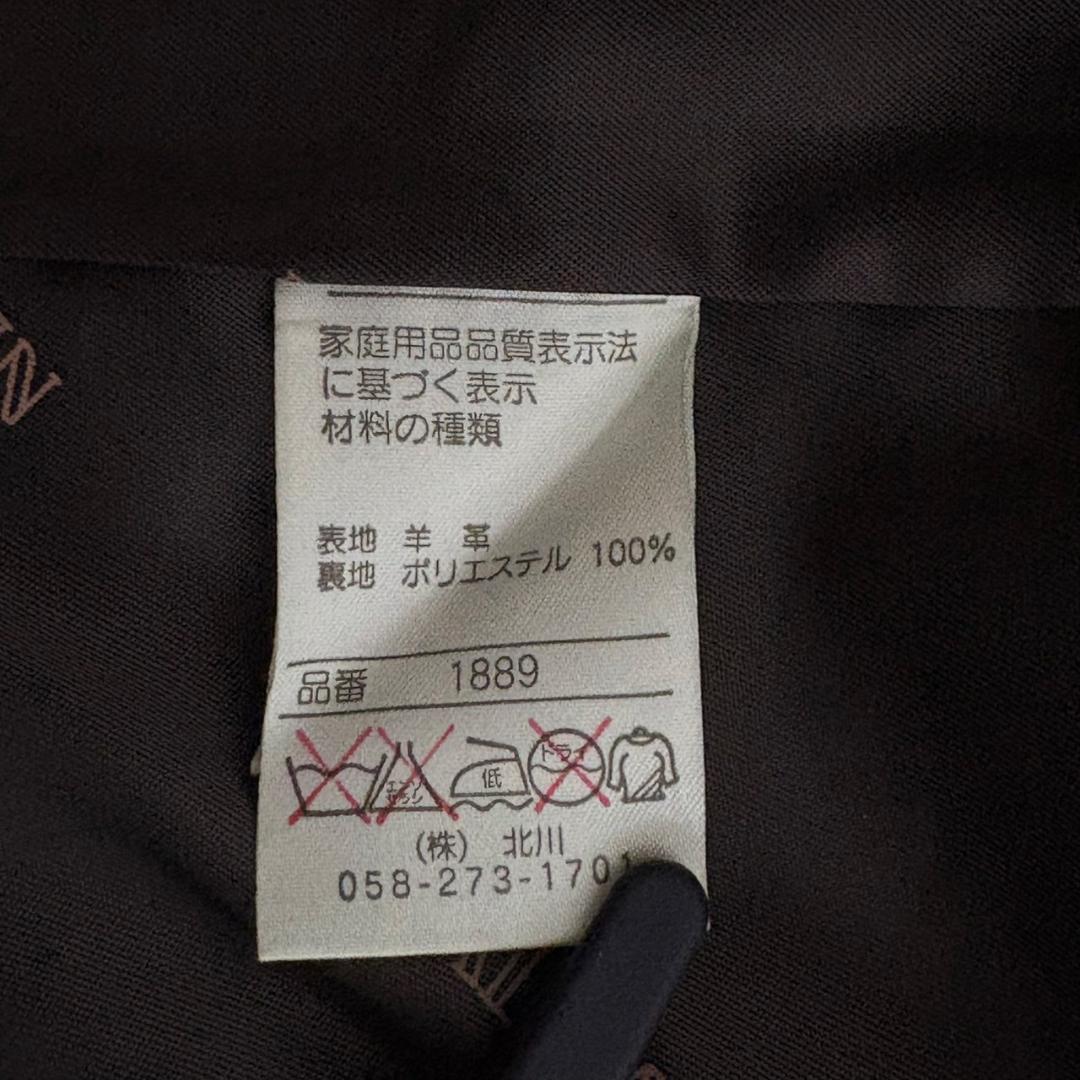 家庭用品品質表示法
に基づく表示
材料の種類
表地 羊 革
裏地 ポリエステル 100%
品番 1889
低 ドライ
(株) 北川
058-273-1701